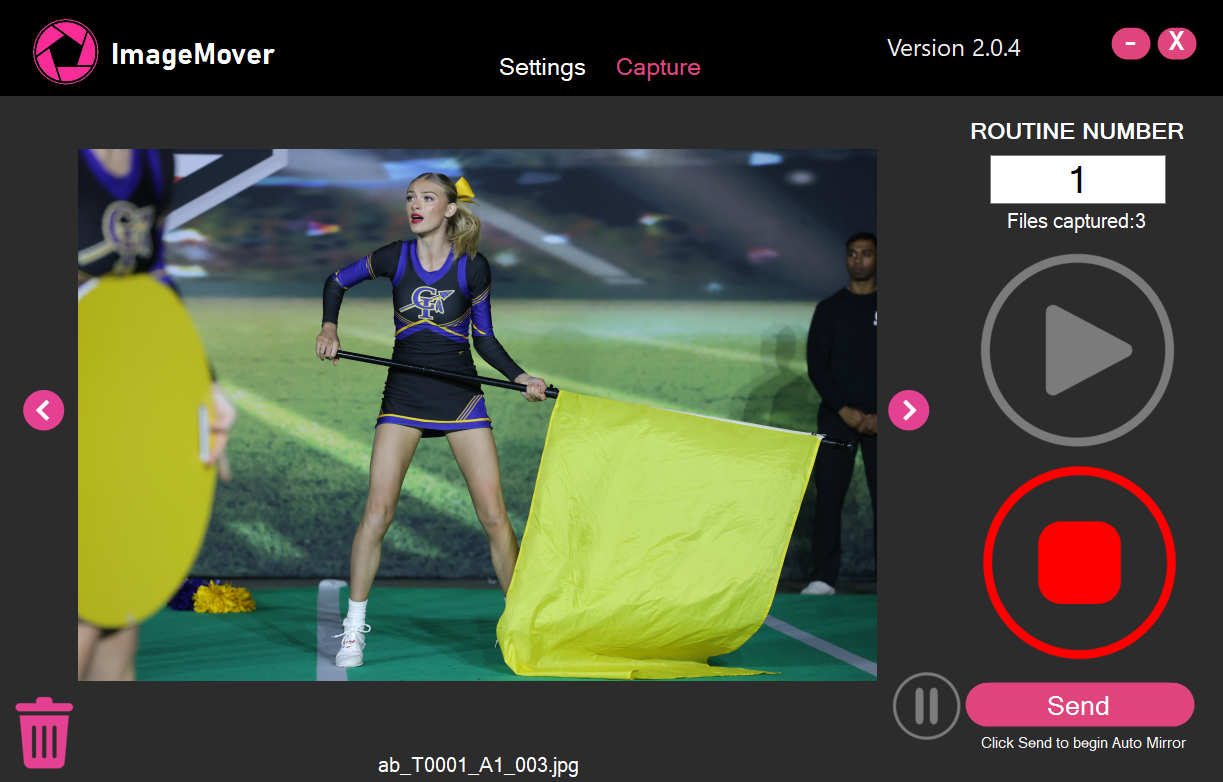 ImageMover
Settings
Capture
Version 2.0.4
-
X
ROUTINE NUMBER
1
Files captured:3
Send
Click Send to begin Auto Mirror
ab_T0001_A1_003.jpg